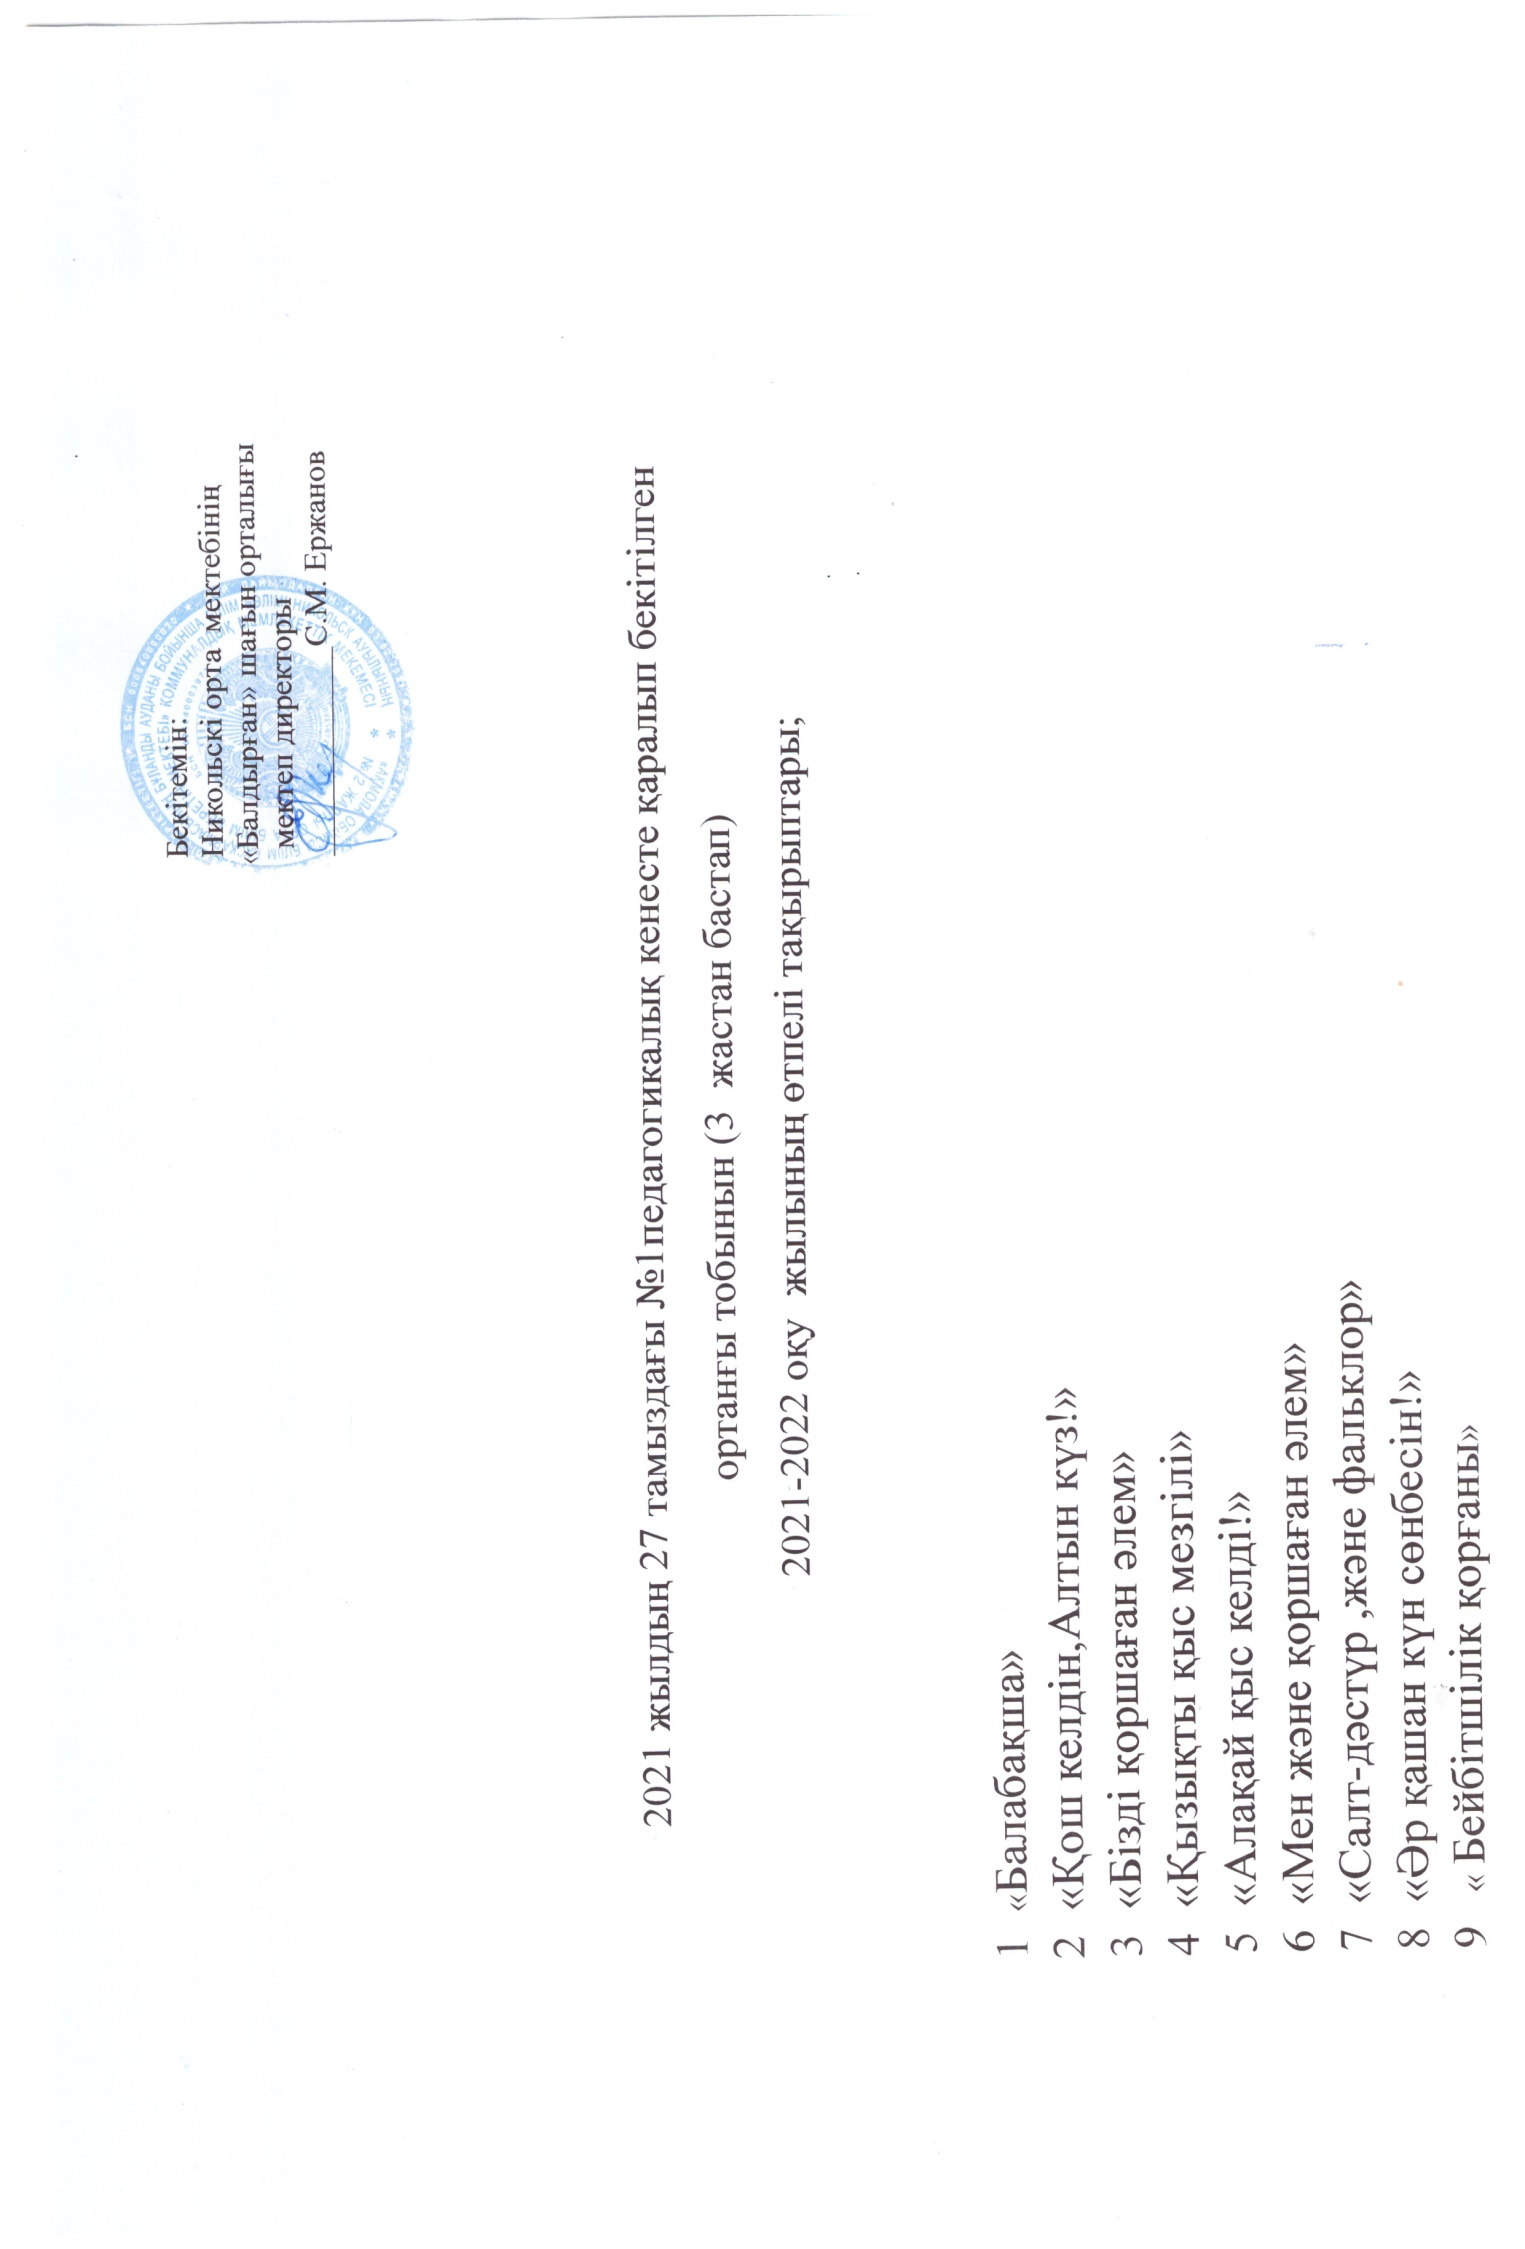 Бекітемін:
Никольскі орта мектебінің
«Балдырған» шағын орталығы
мектеп директоры
С.М. Ержанов
2021 жылдың 27 тамыздағы №1педагогикалық кенесте қаралып бекітілген
ортанғы тобынын (3 жастан бастап)
2021-2022 оқу жылының өтпелі тақырыптары;
1 «Балабақша»
2 «Қош келдін,Алтын күз!»
3 «Бізді қоршаған әлем»
4 «Қызықты қыс мезгілі»
5 «Алақай қыс келді!»
6 «Мен және қоршаған әлем»
7 «Салт-дәстүр ,және фальклор»
8 «Әр қашан күн сөнбесін!»
9 « Бейбітшілік қорғаны»